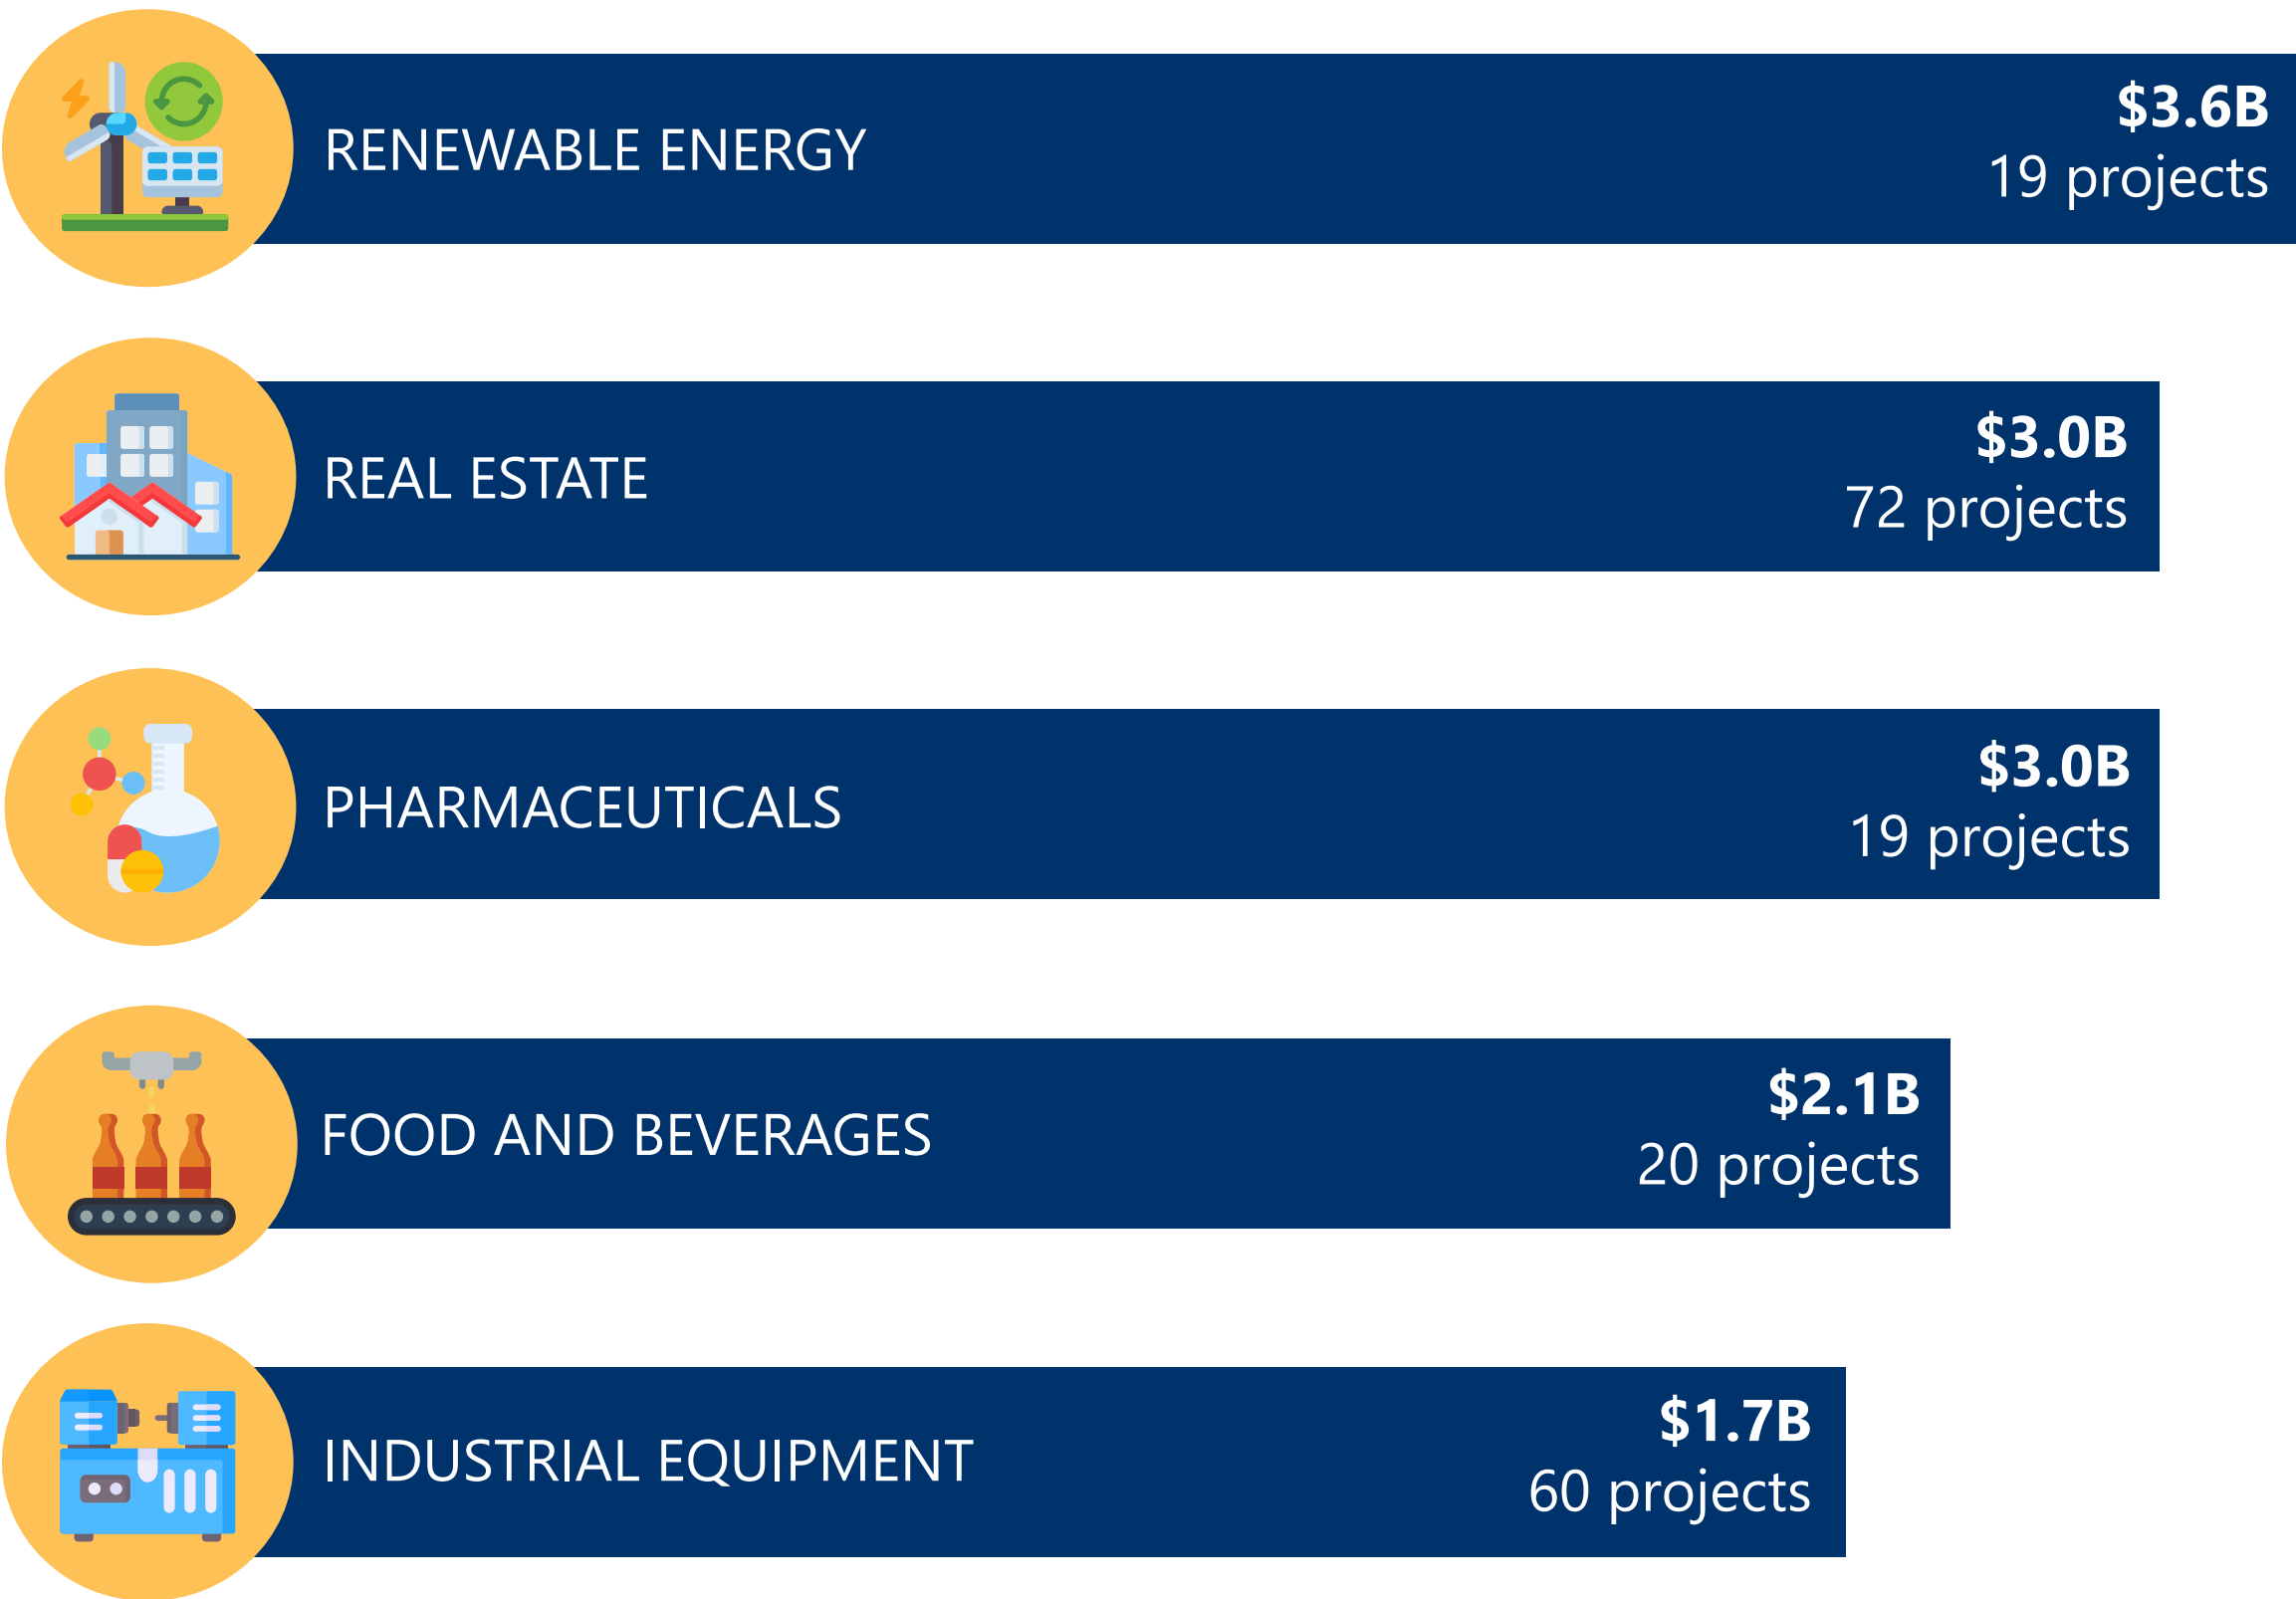 RENEWABLE ENERGY
$3.6B
19 projects
REAL ESTATE
$3.0B
72 projects
PHARMACEUTICALS
$3.0B
19 projects
FOOD AND BEVERAGES
$2.1B
20 projects
INDUSTRIAL EQUIPMENT
$1.7B
60 projects